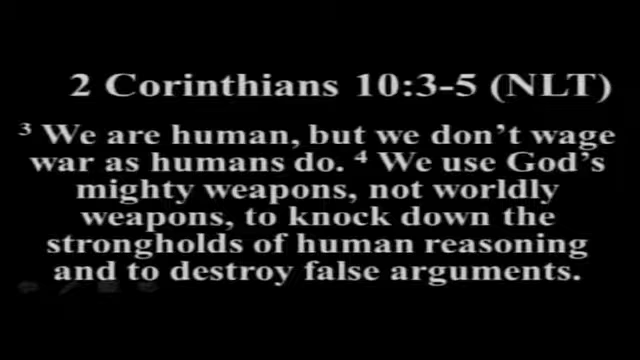 2 Corinthians 10:3-5 (NLT)
³ We are human, but we don't wage
war as humans do. ⁴ We use God's
mighty weapons, not worldly
weapons, to knock down the
strongholds of human reasoning
and to destroy false arguments.